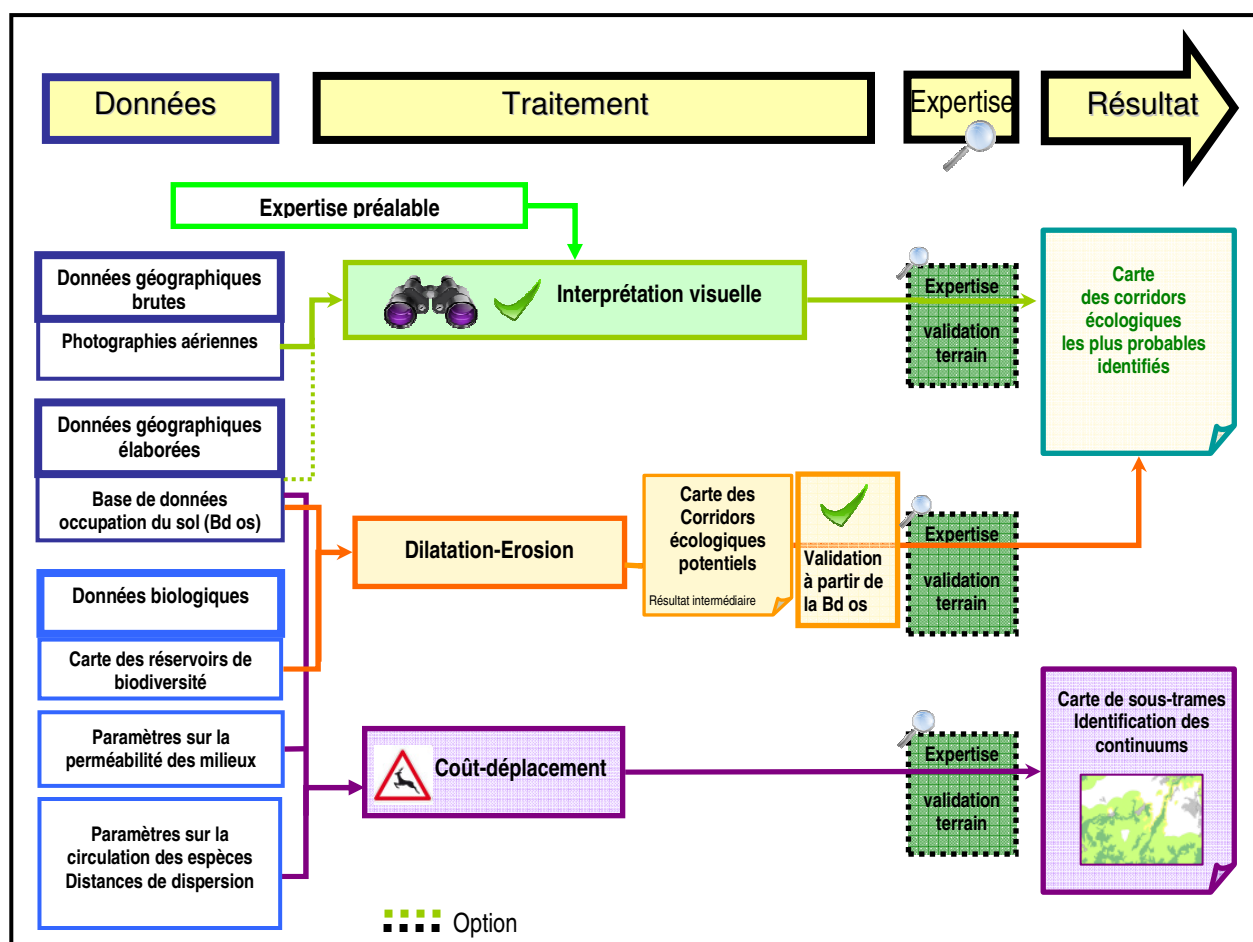 Données
Traitement
Expertise
Résultat
Expertise préalable
Données géographiques
brutes
Photographies aériennes
Interprétation visuelle
Expertise
validation
terrain
Carte
des corridors
écologiques
les plus probables
identifiés
Données géographiques
élaborées
Base de données
occupation du sol (Bd os)
Dilatation-Erosion
Carte des
Corridors
écologiques
potentiels
Résultat intermédiaire
Validation
à partir de
la Bd os
Expertise
validation
terrain
Données biologiques
Carte des réservoirs de
biodiversité
Paramètres sur la
perméabilité des milieux
Paramètres sur la
circulation des espèces
Distances de dispersion
Coût-déplacement
Expertise
validation
terrain
Carte de sous-trames
Identification des
continuums
Option